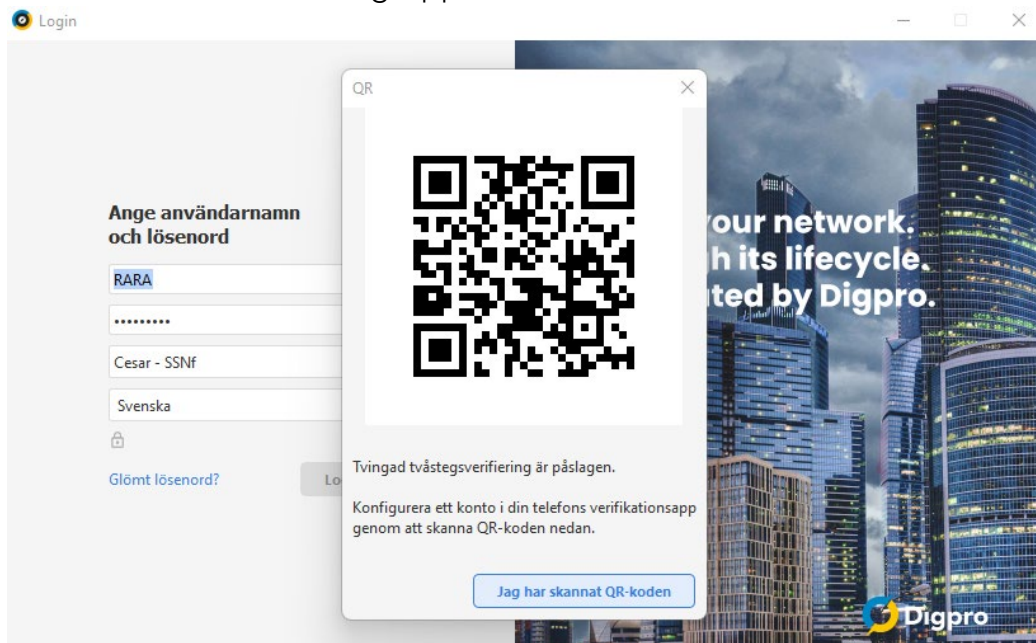 Login
QR
Ange användarnamn
och lösenord
RARA
•••••••••
Cesar - SSNf
Svenska
Glömt lösenord?
Lo
Tvingad tvåstegsverifiering är påslagen.
Konfigurera ett konto i din telefons verifikationsapp
genom att skanna QR-koden nedan.
Jag har skannat QR-koden
our network.
h its lifecycle.
ted by Digpro.
Digpro